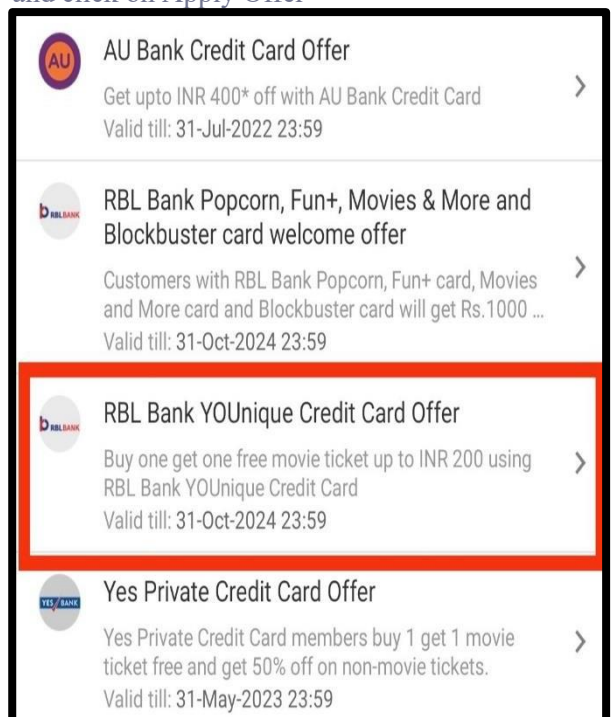 and click on Apply Offer
AU
AU Bank Credit Card Offer
Get upto INR 400* off with AU Bank Credit Card
Valid till: 31-Jul-2022 23:59
RBLBANK
RBL Bank Popcorn, Fun+, Movies & More and
Blockbuster card welcome offer
Customers with RBL Bank Popcorn, Fun+ card, Movies
and More card and Blockbuster card will get Rs.1000 ...
Valid till: 31-Oct-2024 23:59
RBLBANK
RBL Bank YOUnique Credit Card Offer
Buy one get one free movie ticket up to INR 200 using
RBL Bank YOUnique Credit Card
Valid till: 31-Oct-2024 23:59
YES BANK
Yes Private Credit Card Offer
Yes Private Credit Card members buy 1 get 1 movie
ticket free and get 50% off on non-movie tickets.
Valid till: 31-May-2023 23:59